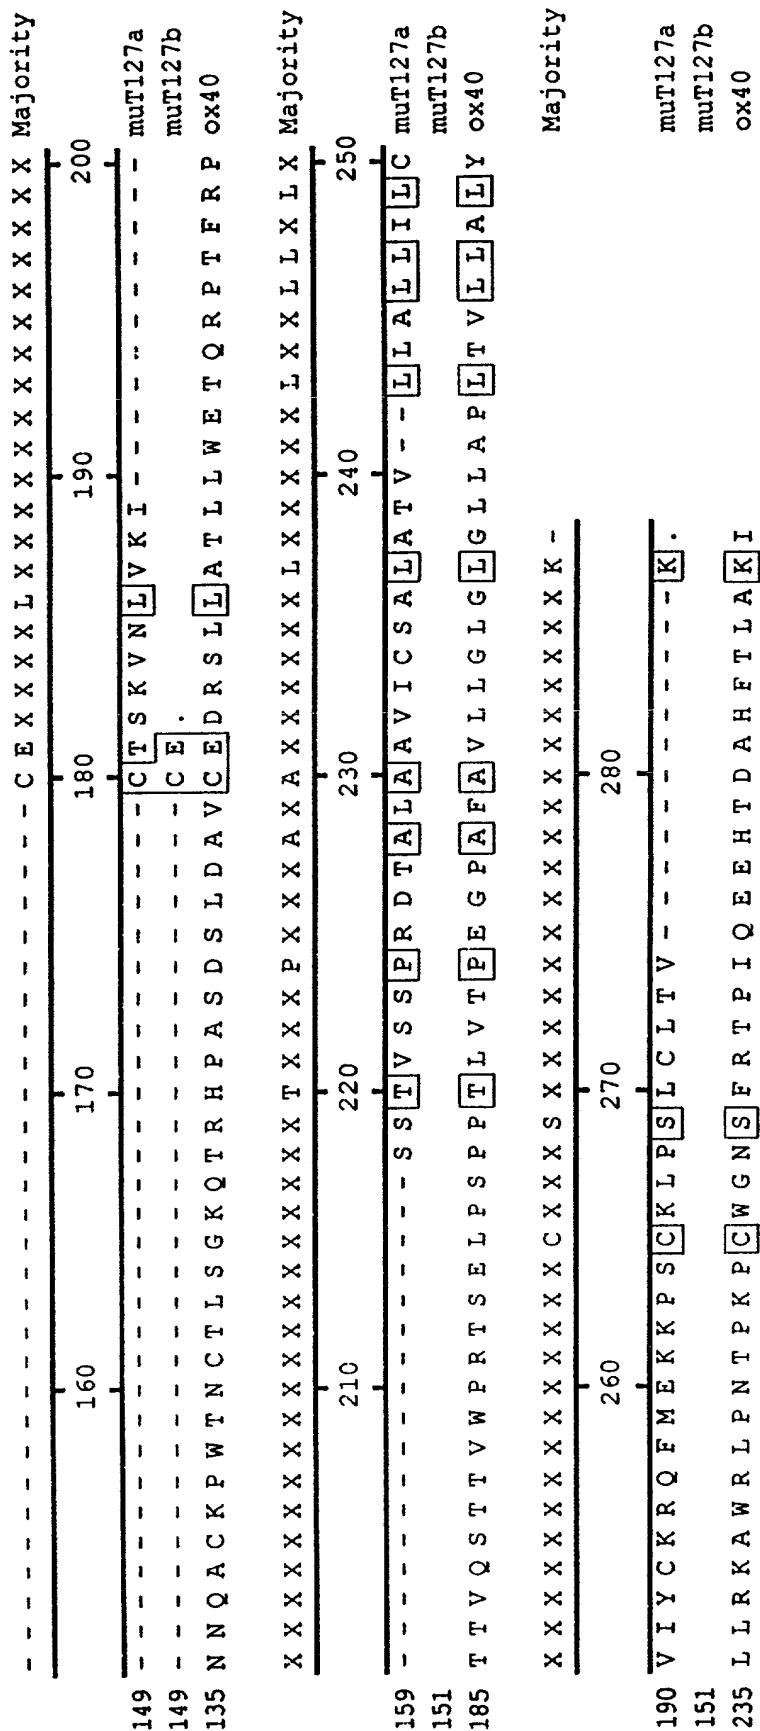 - - - - - - - - - - - - - - - - - - - - - - - - - - - - - C E X X X X L X X X X X X X X X X X X X X Majority
160 170 180 190 200
149 - - - - - - - - - - - - - - - - - - - - - - - - - - - - - C T S K V N L V K I - - - - - - - - - - - muT127a
149 - - - - - - - - - - - - - - - - - - - - - - - - - - - - - C E . muT127b
135 N N Q A C K P W T N C T L S G K Q T R H P A S D S L D A V C E D R S L L A T L L W E T Q R P T F R P ox40
X X X X X X X X X X X X X X X X X X X T X X X P X X X A X A X X X X X X L X X X X X L X X L L X L X Majority
210 220 230 240 250
159 - - - - - - - - - - - - - - - - - S S T V S S P R D T A L A A V I C S A L A T V - - L L A L L I L C muT127a
151 muT127b
185 T T V Q S T T V W P R T S E L P S P P T L V T P E G P A F A V L L G L G L G L L A P L T V L L A L Y ox40
X X X X X X X X X X X X X X C X X X S X X X X X X X X X X X X X X X X X K - Majority
260 270 280
190 V I Y C K R Q F M E K K P S C K L P S L C L T V - - - - - - - - - - - - K . muT127a
151 muT127b
235 L L R K A W R L P N T P K P C W G N S F R T P I Q E E H T D A H F T L A K I ox40